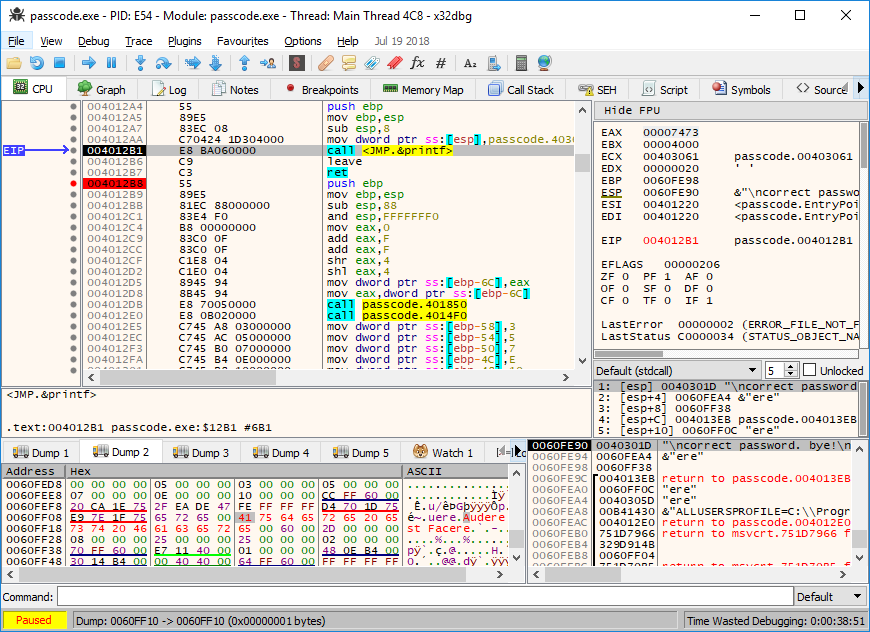 passcode.exe - PID: E54 - Module: passcode.exe - Thread: Main Thread 4C8 - x32dbg
File View Debug Trace Plugins Favourites Options Help Jul 19 2018
CPU Graph Log Notes Breakpoints Memory Map Call Stack SEH Script Symbols Source
EIP
004012A4 55 push ebp
004012A5 89E5 mov ebp,esp
004012A7 83EC 08 sub esp,8
004012AA C70424 1D304000 mov dword ptr ss:[esp],passcode.4030
004012B1 E8 BA060000 call <JMP.&printf>
004012B6 C9 leave
004012B7 C3 ret
004012B8 55 push ebp
004012B9 89E5 mov ebp,esp
004012BB 81EC 88000000 sub esp,88
004012C1 83E4 F0 and esp,FFFFFFF0
004012C4 B8 00000000 mov eax,0
004012C9 83C0 0F add eax,F
004012CC 83C0 0F add eax,F
004012CF C1E8 04 shr eax,4
004012D2 C1E0 04 shl eax,4
004012D5 8945 94 mov dword ptr ss:[ebp-6C],eax
004012D8 8B45 94 mov eax,dword ptr ss:[ebp-6C]
004012DB E8 70050000 call passcode.401850
004012E0 E8 0B020000 call passcode.4014F0
004012E5 C745 A8 03000000 mov dword ptr ss:[ebp-58],3
004012EC C745 AC 05000000 mov dword ptr ss:[ebp-54],5
004012F3 C745 B0 07000000 mov dword ptr ss:[ebp-50],7
004012FA C745 B4 0E000000 mov dword ptr ss:[ebp-4C],E
Hide FPU
EAX 00007473
EBX 00004000
ECX 00403061 passcode.00403061
EDX 00000020 ' '
EBP 0060FE98
ESP 0060FE90 &"\ncorrect passwo
ESI 00401220 <passcode.EntryPoi
EDI 00401220 <passcode.EntryPoi
EIP 004012B1 passcode.004012B1
EFLAGS 00000206
ZF 0 PF 1 AF 0
OF 0 SF 0 DF 0
CF 0 TF 0 IF 1
LastError 00000002 (ERROR_FILE_NOT_F
LastStatus C0000034 (STATUS_OBJECT_NA
Default (stdcall) 5 Unlocked
1: [esp] 0040301D "\ncorrect password
2: [esp+4] 0060FEA4 &"ere"
3: [esp+8] 0060FF38
4: [esp+C] 004013EB passcode.004013EB
5: [esp+10] 0060FF0C "ere"
<JMP.&printf>
.text:004012B1 passcode.exe:$12B1 #6B1
Dump 1 Dump 2 Dump 3 Dump 4 Dump 5 Watch 1
Address Hex ASCII
0060FED8 00 00 00 00 05 00 00 00 03 00 00 00 05 00 00 00 ................
0060FEE8 07 00 00 00 0E 00 00 00 10 00 00 00 CC FF 60 00 ............Ìÿ`.
0060FEF8 20 CA 1E 75 2F EA DE 47 FE FF FF FF D4 70 1D 75
0060FF08 E9 7E 1F 75 65 72 65 00 41 75 64 65 72 65 20 65 é~.uere.Audere e
0060FF18 73 74 20 46 61 63 65 72 65 00 60 00 2D 00 00 00 st Facere.`.-...
0060FF28 08 00 00 00 25 00 00 00 25 00 00 00 02 00 00 00 ....%...%.......
0060FF38 70 FF 60 00 E7 11 40 00 01 00 00 00 48 0E B4 00 pÿ`.ç.@.....H.´.
0060FF48 30 14 B4 00 00 40 40 00 64 FF 60 00 FF FF FF FF 0.´..@@.dÿ`.ÿÿÿÿ
0060FE90 0040301D "\ncorrect password. bye!\n
0060FE94 0060FEA4 &"ere"
0060FE98 0060FF38
0060FE9C 004013EB return to passcode.004013EB
0060FEA0 0060FF0C "ere"
0060FEA4 0040305D "ere"
0060FEA8 00B41430 &"ALLUSERSPROFILE=C:\\Progr
0060FEAC 004012E0 return to passcode.004012E0
0060FEB0 751D7966 return to msvcrt.751D7966 f
0060FEB4 329D914B
0060FEB8 0060FF04
Command: Default
Paused Dump: 0060FF10 -> 0060FF10 (0x00000001 bytes) Time Wasted Debugging: 0:00:38:51